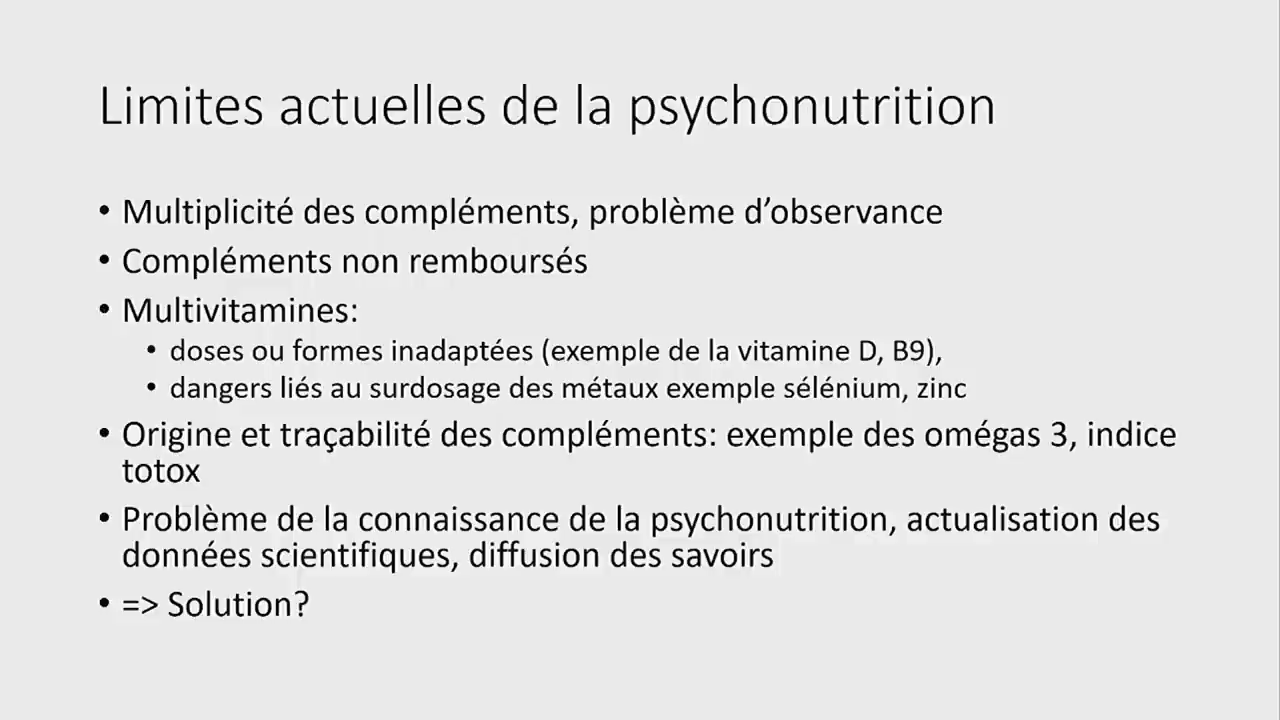 Limites actuelles de la psychonutrition
• Multiplicité des compléments, problème d’observance
• Compléments non remboursés
• Multivitamines:
• doses ou formes inadaptées (exemple de la vitamine D, B9),
• dangers liés au surdosage des métaux exemple sélénium, zinc
• Origine et traçabilité des compléments: exemple des omégas 3, indice
totox
• Problème de la connaissance de la psychonutrition, actualisation des
données scientifiques, diffusion des savoirs
• => Solution?